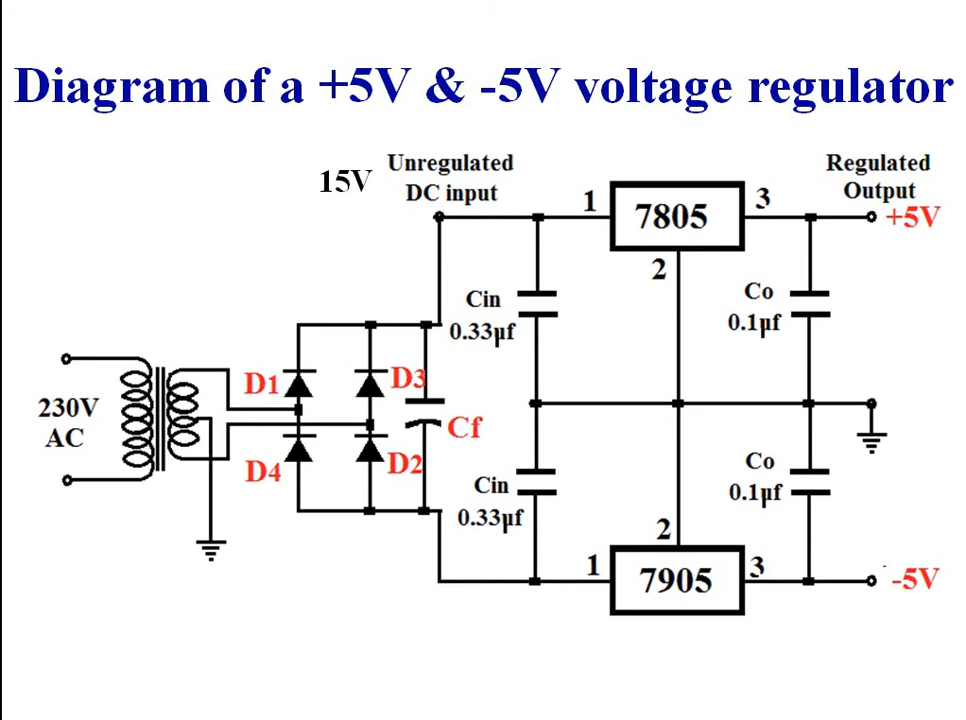 Diagram of a +5V & -5V voltage regulator
15V
Unregulated
DC input
Regulated
Output
1
7805
3
+5V
2
Cin
0.33µf
Co
0.1µf
230V
AC
D1
D3
Cf
D4
D2
Cin
0.33µf
Co
0.1µf
2
1
7905
3
-5V